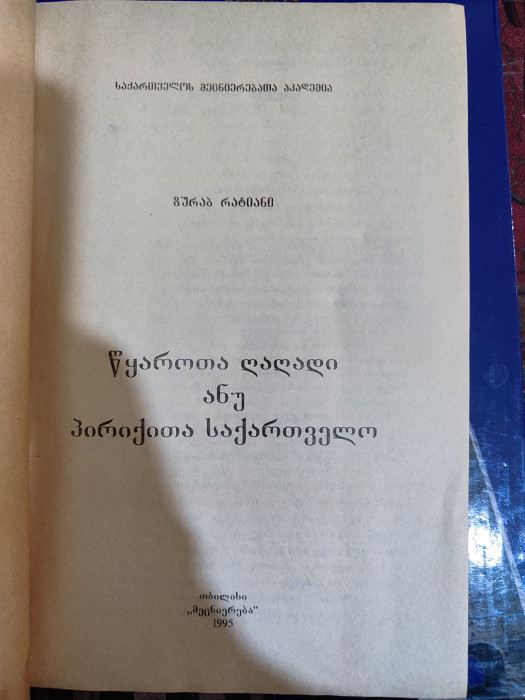 საქართველოს მეცნიერებათა აკადემია
ზურაბ რატიანი
წყაროთა ღაღადი
ანუ
პირიქითა საქართველო
თბილისი
„მეცნიერება“
1995